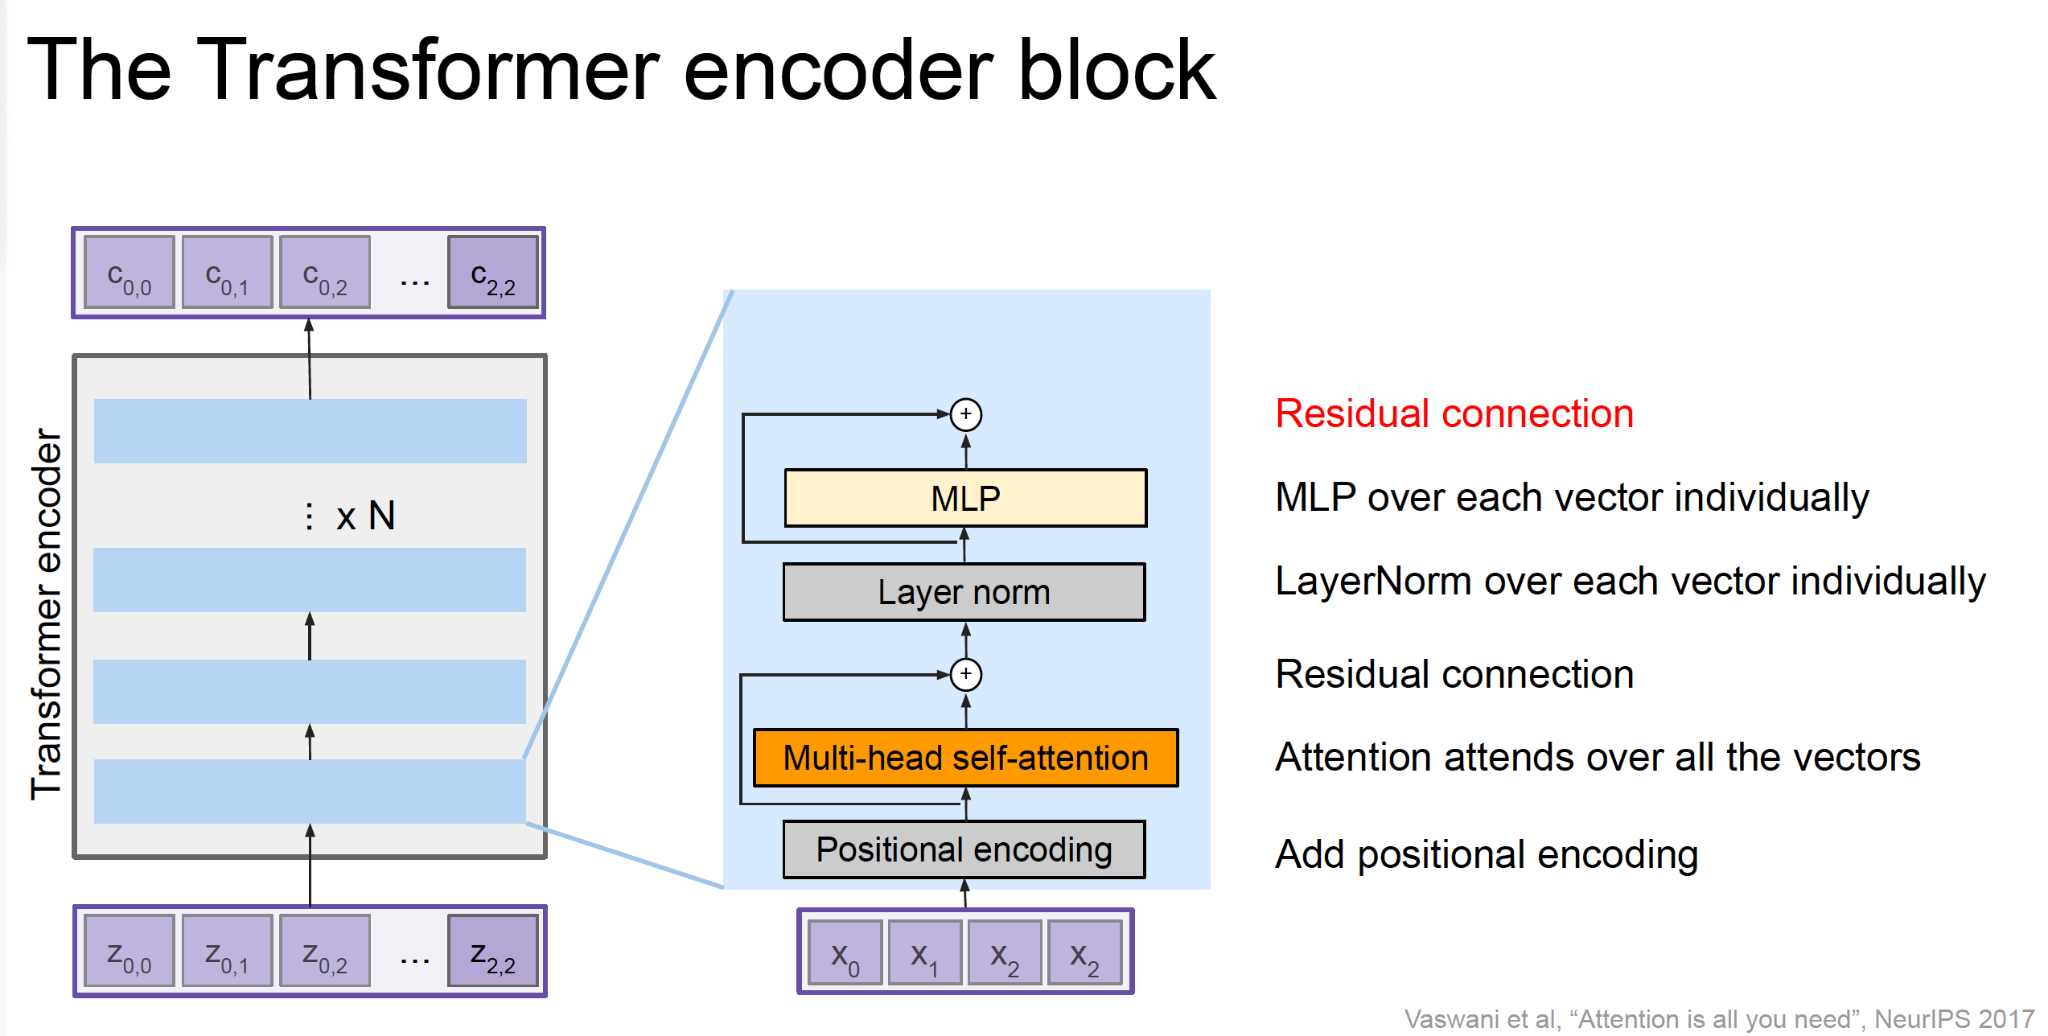 The Transformer encoder block
c0,0 c0,1 c0,2 ... c2,2
Transformer encoder
⋮ x N
z0,0 z0,1 z0,2 ... z2,2
+
MLP
Layer norm
+
Multi-head self-attention
Positional encoding
x0 x1 x2 x2
Residual connection
MLP over each vector individually
LayerNorm over each vector individually
Residual connection
Attention attends over all the vectors
Add positional encoding
Vaswani et al, “Attention is all you need”, NeurIPS 2017